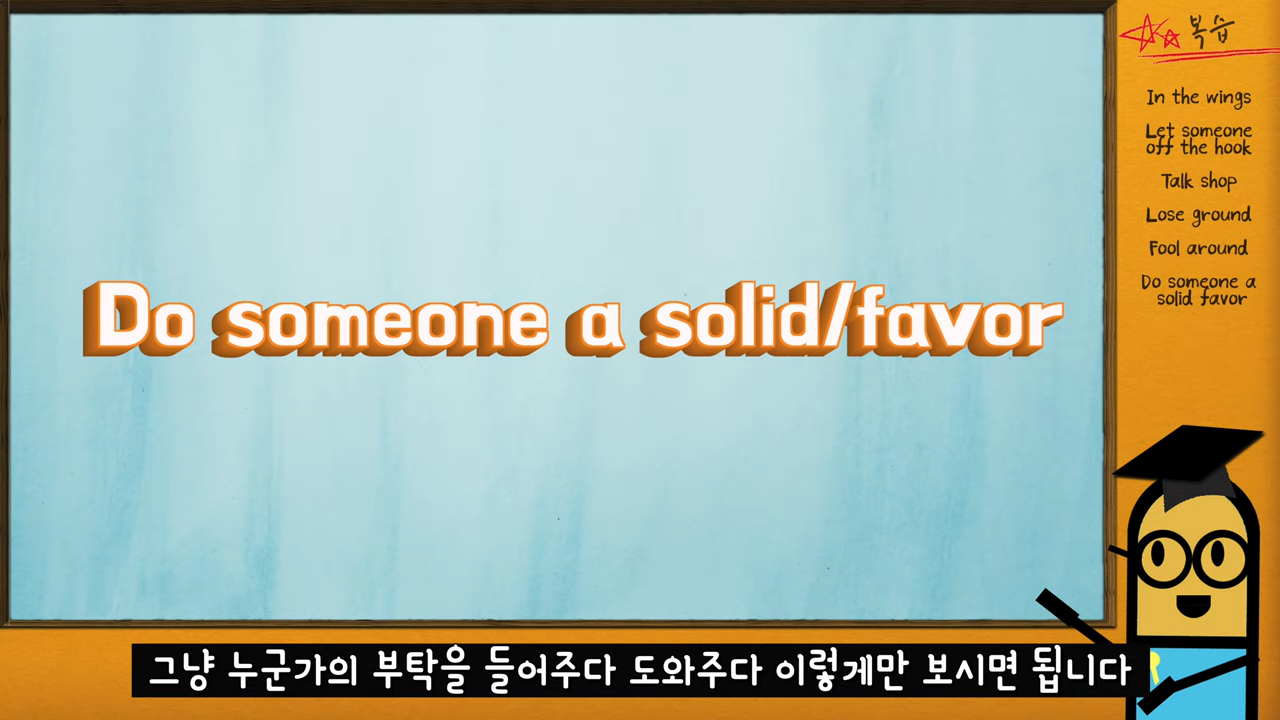 Do someone a solid/favor
복습
In the wings
Let someone
off the hook
Talk shop
Lose ground
Fool around
Do someone a
solid favor
그냥 누군가의 부탁을 들어주다 도와주다 이렇게만 보시면 됩니다